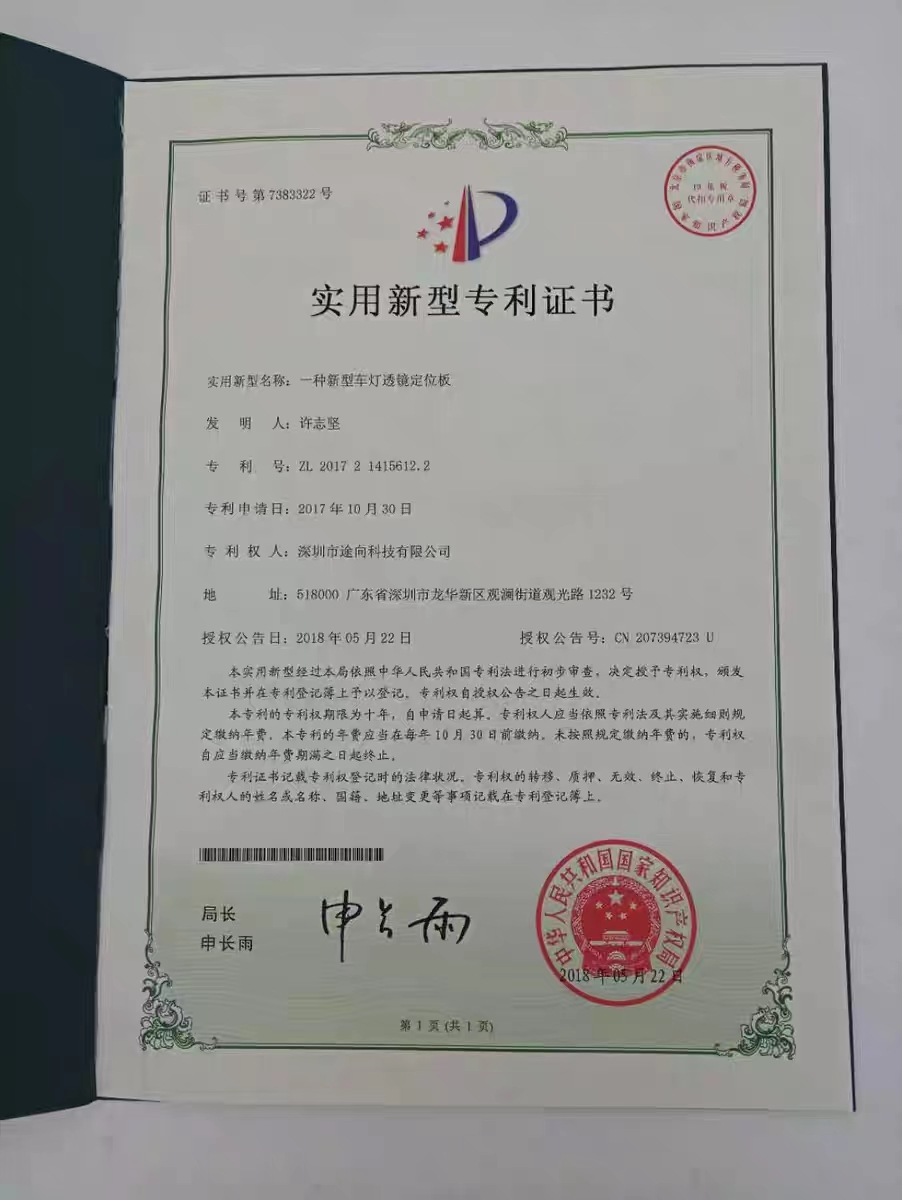 证书号第7383322号
印花税
代扣专用章
实用新型专利证书
实用新型名称：一种新型车灯透镜定位板
发明人：许志坚
专利号：ZL 2017 2 1415612.2
专利申请日：2017年10月30日
专利权人：深圳市途向科技有限公司
地址：518000 广东省深圳市龙华新区观澜街道观光路1232号
授权公告日：2018年05月22日 授权公告号：CN 207394723 U
本实用新型经过本局依照中华人民共和国专利法进行初步审查，决定授予专利权，颁发
本证书并在专利登记簿上予以登记。专利权自授权公告之日起生效。
本专利的专利权期限为十年，自申请日起算。专利权人应当依照专利法及其实施细则规
定缴纳年费。本专利的年费应当在每年10月30日前缴纳。未按照规定缴纳年费的，专利权
自应当缴纳年费期满之日起终止。
专利证书记载专利权登记时的法律状况。专利权的转移、质押、无效、终止、恢复和专
利权人的姓名或名称、国籍、地址变更等事项记载在专利登记簿上。
局长
申长雨
申长雨
中华人民共和国国家知识产权局
2018年05月22日
第1页(共1页)